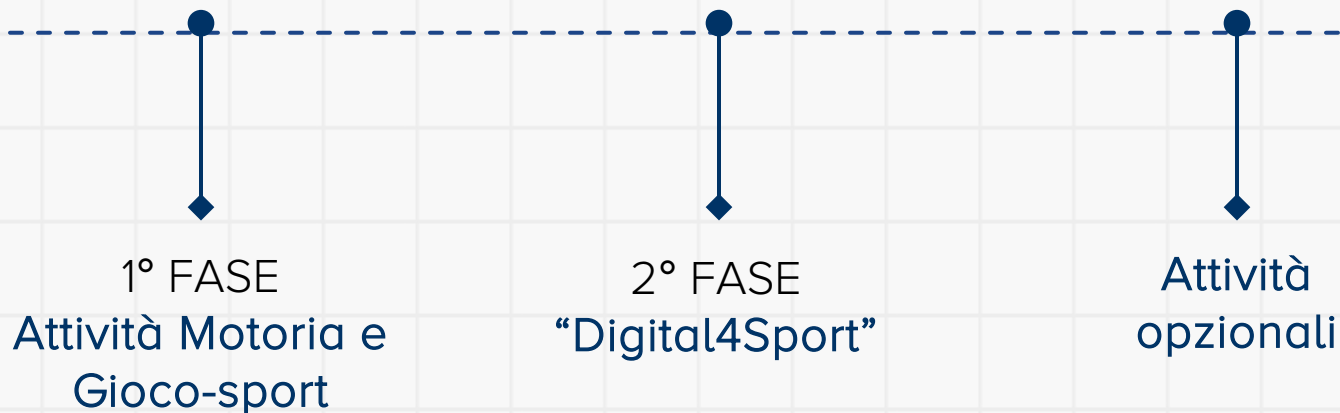 1° FASE
Attività Motoria e
Gioco-sport
2° FASE
“Digital4Sport”
Attività
opzionali